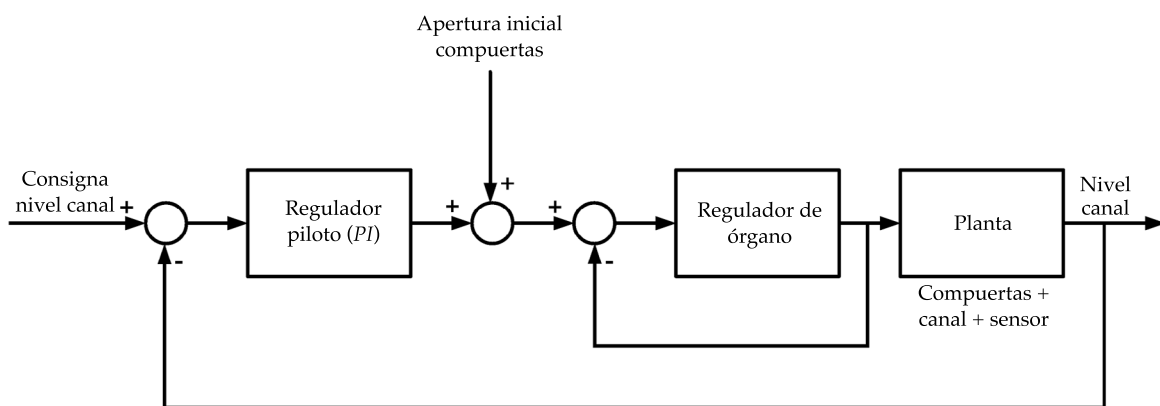 Apertura inicial
compuertas
Consigna
nivel canal
+
-
Regulador
piloto (PI)
+
+
+
-
Regulador de
órgano
Planta
Compuertas +
canal + sensor
Nivel
canal